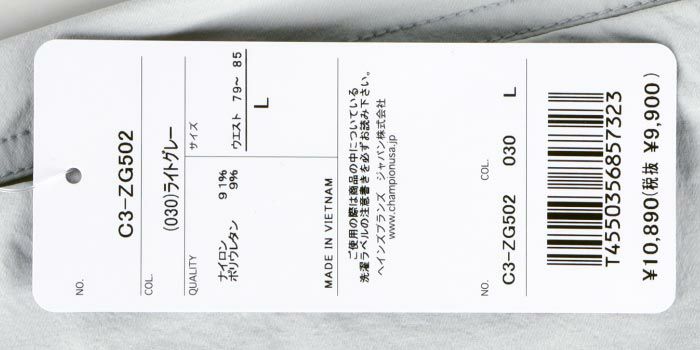 NO. C3-ZG502
COL. (030)ライトグレー
サイズ
ウエスト 79～ 85
L
QUALITY
ナイロン 91%
ポリウレタン 9%
MADE IN VIETNAM
ご使用の際は商品の中についている
洗濯ラベルの注意書きを必ずお読み下さい。
ヘインズブランズ ジャパン株式会社
www.championusa.jp
NO. C3-ZG502 COL. 030 L
T4550356857323
¥10,890(税抜 ¥9,900)